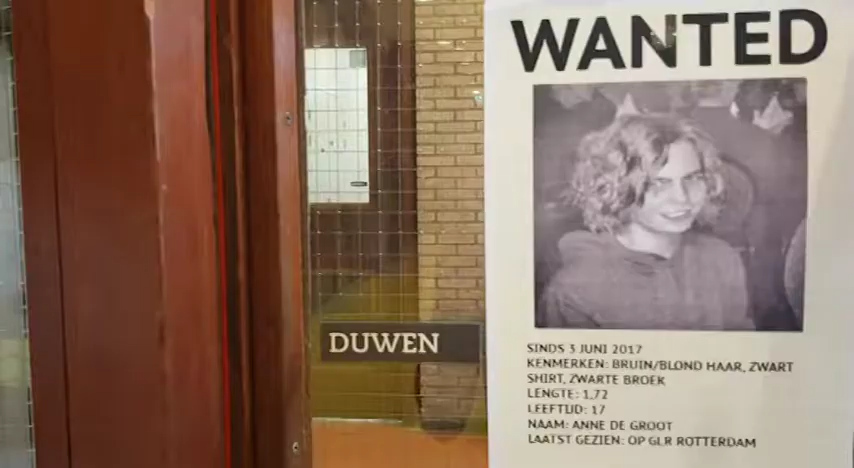 WANTED
DUWEN
SINDS 3 JUNI 2017
KENMERKEN: BRUIN/BLOND HAAR, ZWART
SHIRT, ZWARTE BROEK
LENGTE: 1,72
LEEFTIJD: 17
NAAM: ANNE DE GROOT
LAATST GEZIEN: OP GLR ROTTERDAM